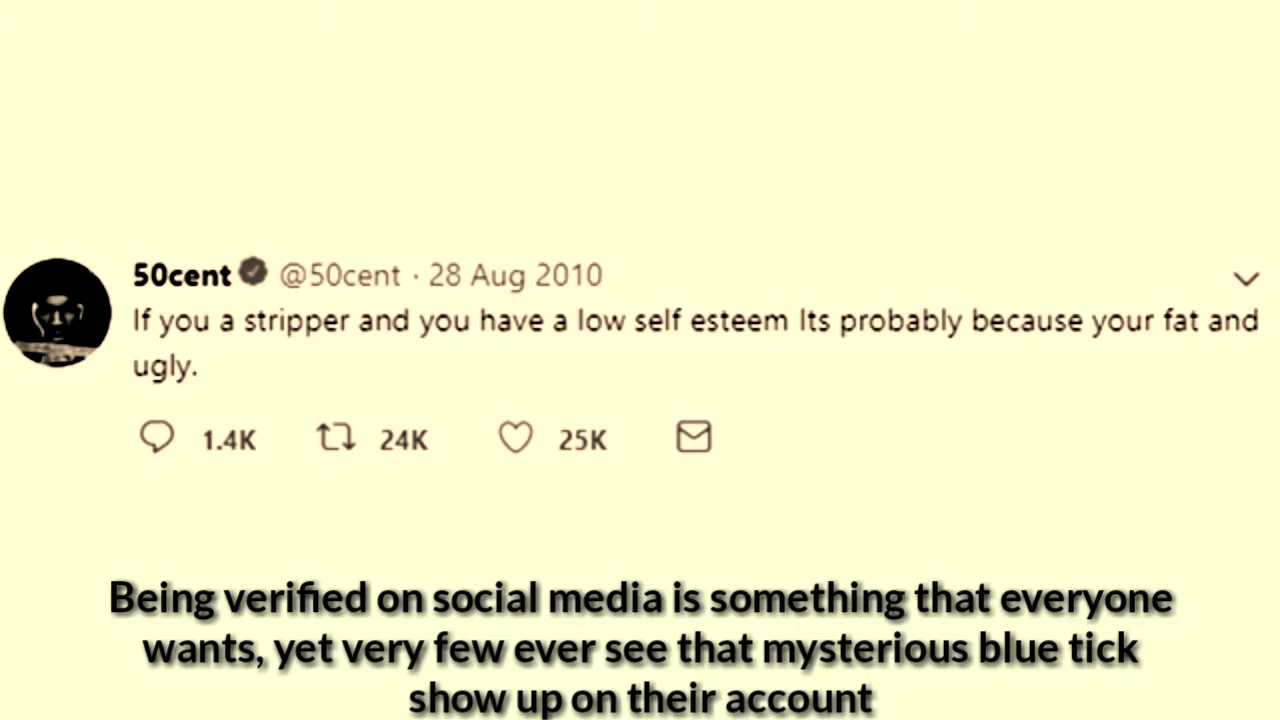 50cent @50cent · 28 Aug 2010
If you a stripper and you have a low self esteem Its probably because your fat and
ugly.
1.4K 24K 25K
Being verified on social media is something that everyone
wants, yet very few ever see that mysterious blue tick
show up on their account